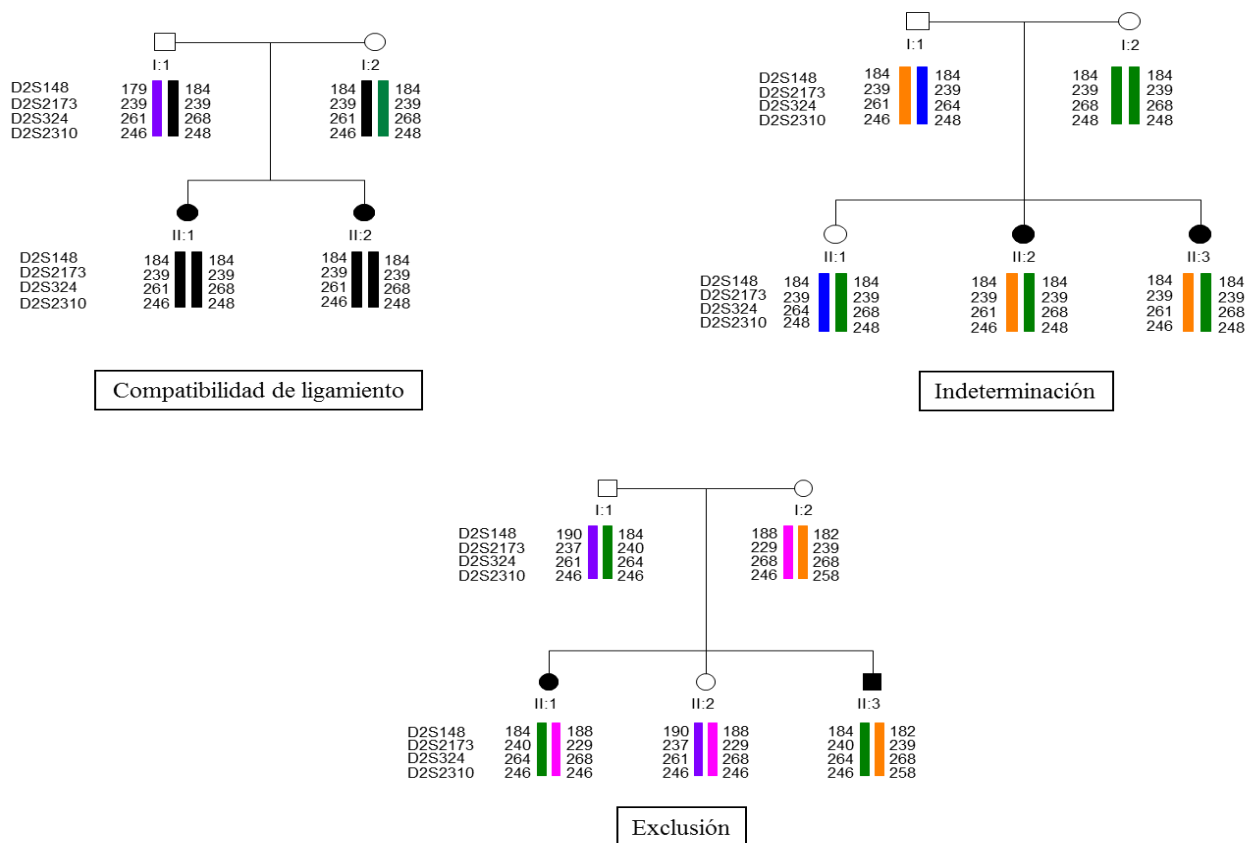 I:1 I:2
D2S148 179 184 184 184
D2S2173 239 239 239 239
D2S324 261 268 261 268
D2S2310 246 248 246 248
II:1 II:2
D2S148 184 184 184 184
D2S2173 239 239 239 239
D2S324 261 268 261 268
D2S2310 246 248 246 248
Compatibilidad de ligamiento
I:1 I:2
D2S148 184 184 184 184
D2S2173 239 239 239 239
D2S324 261 264 268 268
D2S2310 246 248 248 248
II:1 II:2 II:3
D2S148 184 184 184 184 184 184
D2S2173 239 239 239 239 239 239
D2S324 264 268 261 268 261 268
D2S2310 248 248 246 248 246 248
Indeterminación
I:1 I:2
D2S148 190 184 188 182
D2S2173 237 240 229 239
D2S324 261 264 268 268
D2S2310 246 246 246 258
II:1 II:2 II:3
D2S148 184 188 190 188 184 182
D2S2173 240 229 237 229 240 239
D2S324 264 268 261 268 264 268
D2S2310 246 246 246 246 246 258
Exclusión